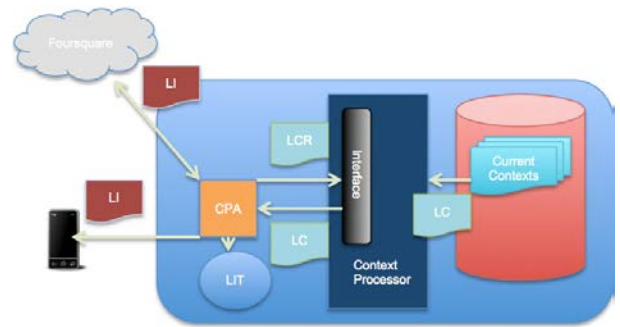 Foursquare
LI
LCR
Interface
Current
Contexts
LI
CPA
LC
LC
LIT
Context
Processor